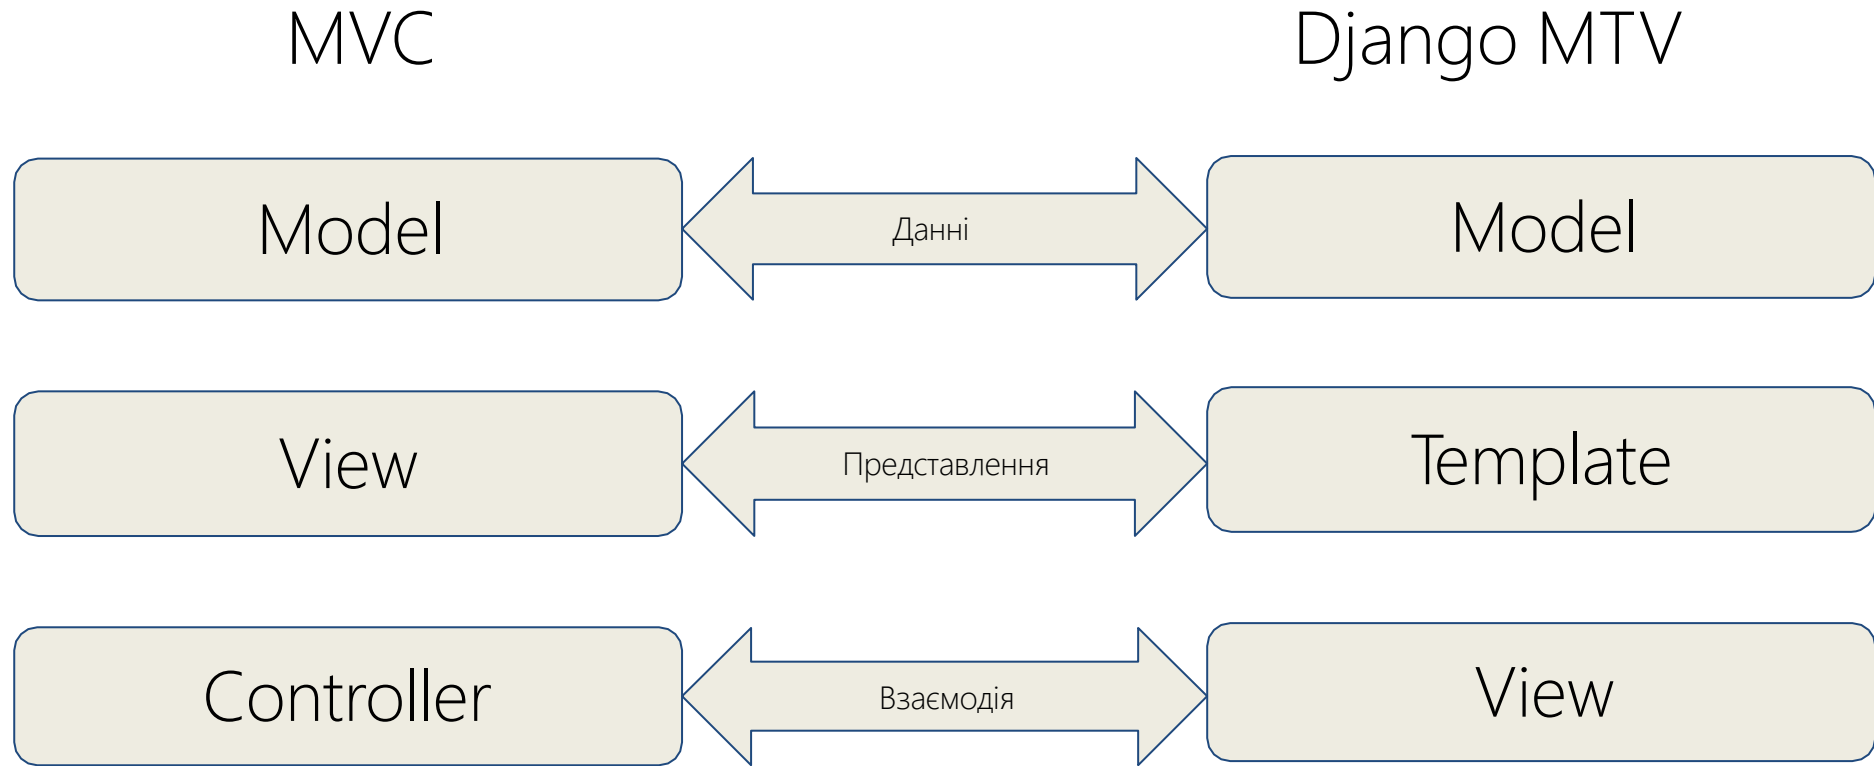 MVC
Django MTV
Model
Данні
Model
View
Представлення
Template
Controller
Взаємодія
View